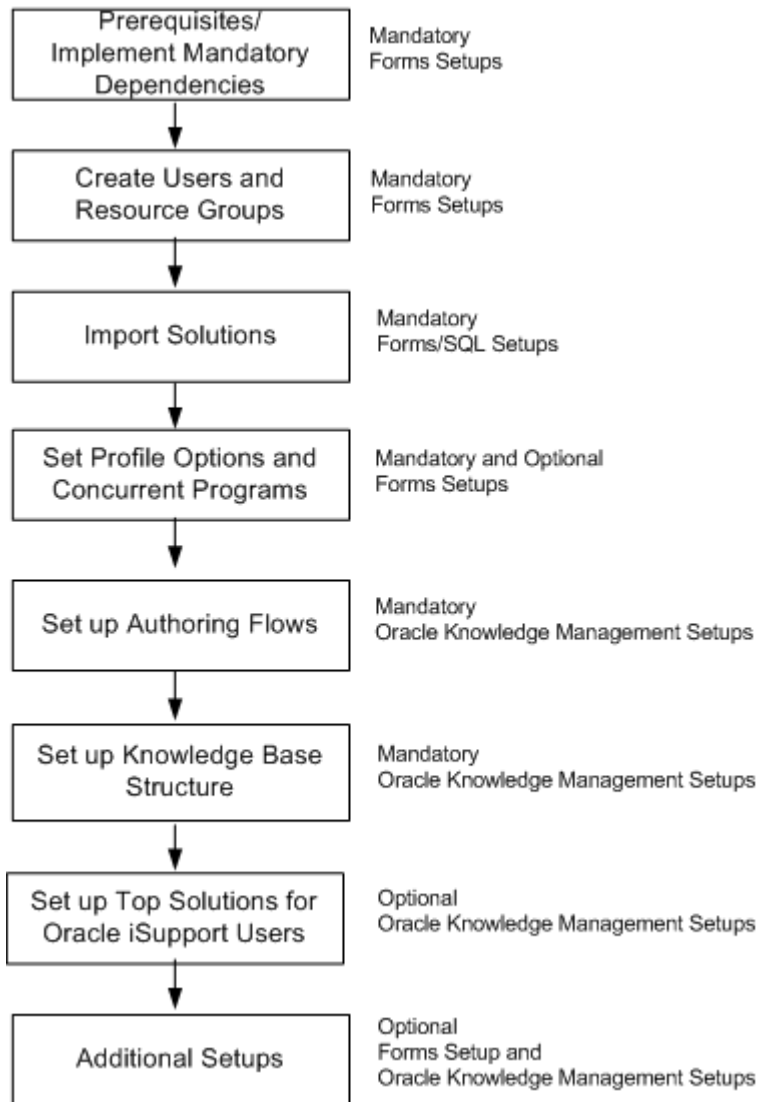 Prerequisites/
Implement Mandatory
Dependencies
Mandatory
Forms Setups
Create Users and
Resource Groups
Mandatory
Forms Setups
Import Solutions
Mandatory
Forms/SQL Setups
Set Profile Options and
Concurrent Programs
Mandatory and Optional
Forms Setups
Set up Authoring Flows
Mandatory
Oracle Knowledge Management Setups
Set up Knowledge Base
Structure
Mandatory
Oracle Knowledge Management Setups
Set up Top Solutions for
Oracle iSupport Users
Optional
Oracle Knowledge Management Setups
Additional Setups
Optional
Forms Setup and
Oracle Knowledge Management Setups